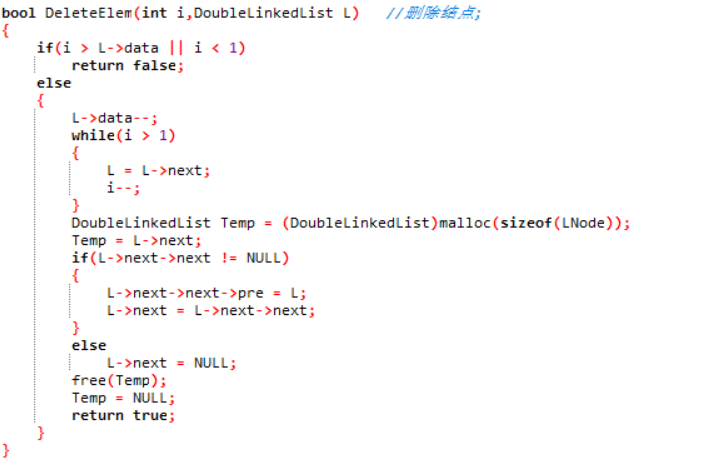 bool DeleteElem(int i,DoubleLinkedList L)   //删除结点;
{
    if(i > L->data || i < 1)
        return false;
    else
    {
        L->data--;
        while(i > 1)
        {
            L = L->next;
            i--;
        }
        DoubleLinkedList Temp = (DoubleLinkedList)malloc(sizeof(LNode));
        Temp = L->next;
        if(L->next->next != NULL)
        {
            L->next->next->pre = L;
            L->next = L->next->next;
        }
        else
            L->next = NULL;
        free(Temp);
        Temp = NULL;
        return true;
    }
}